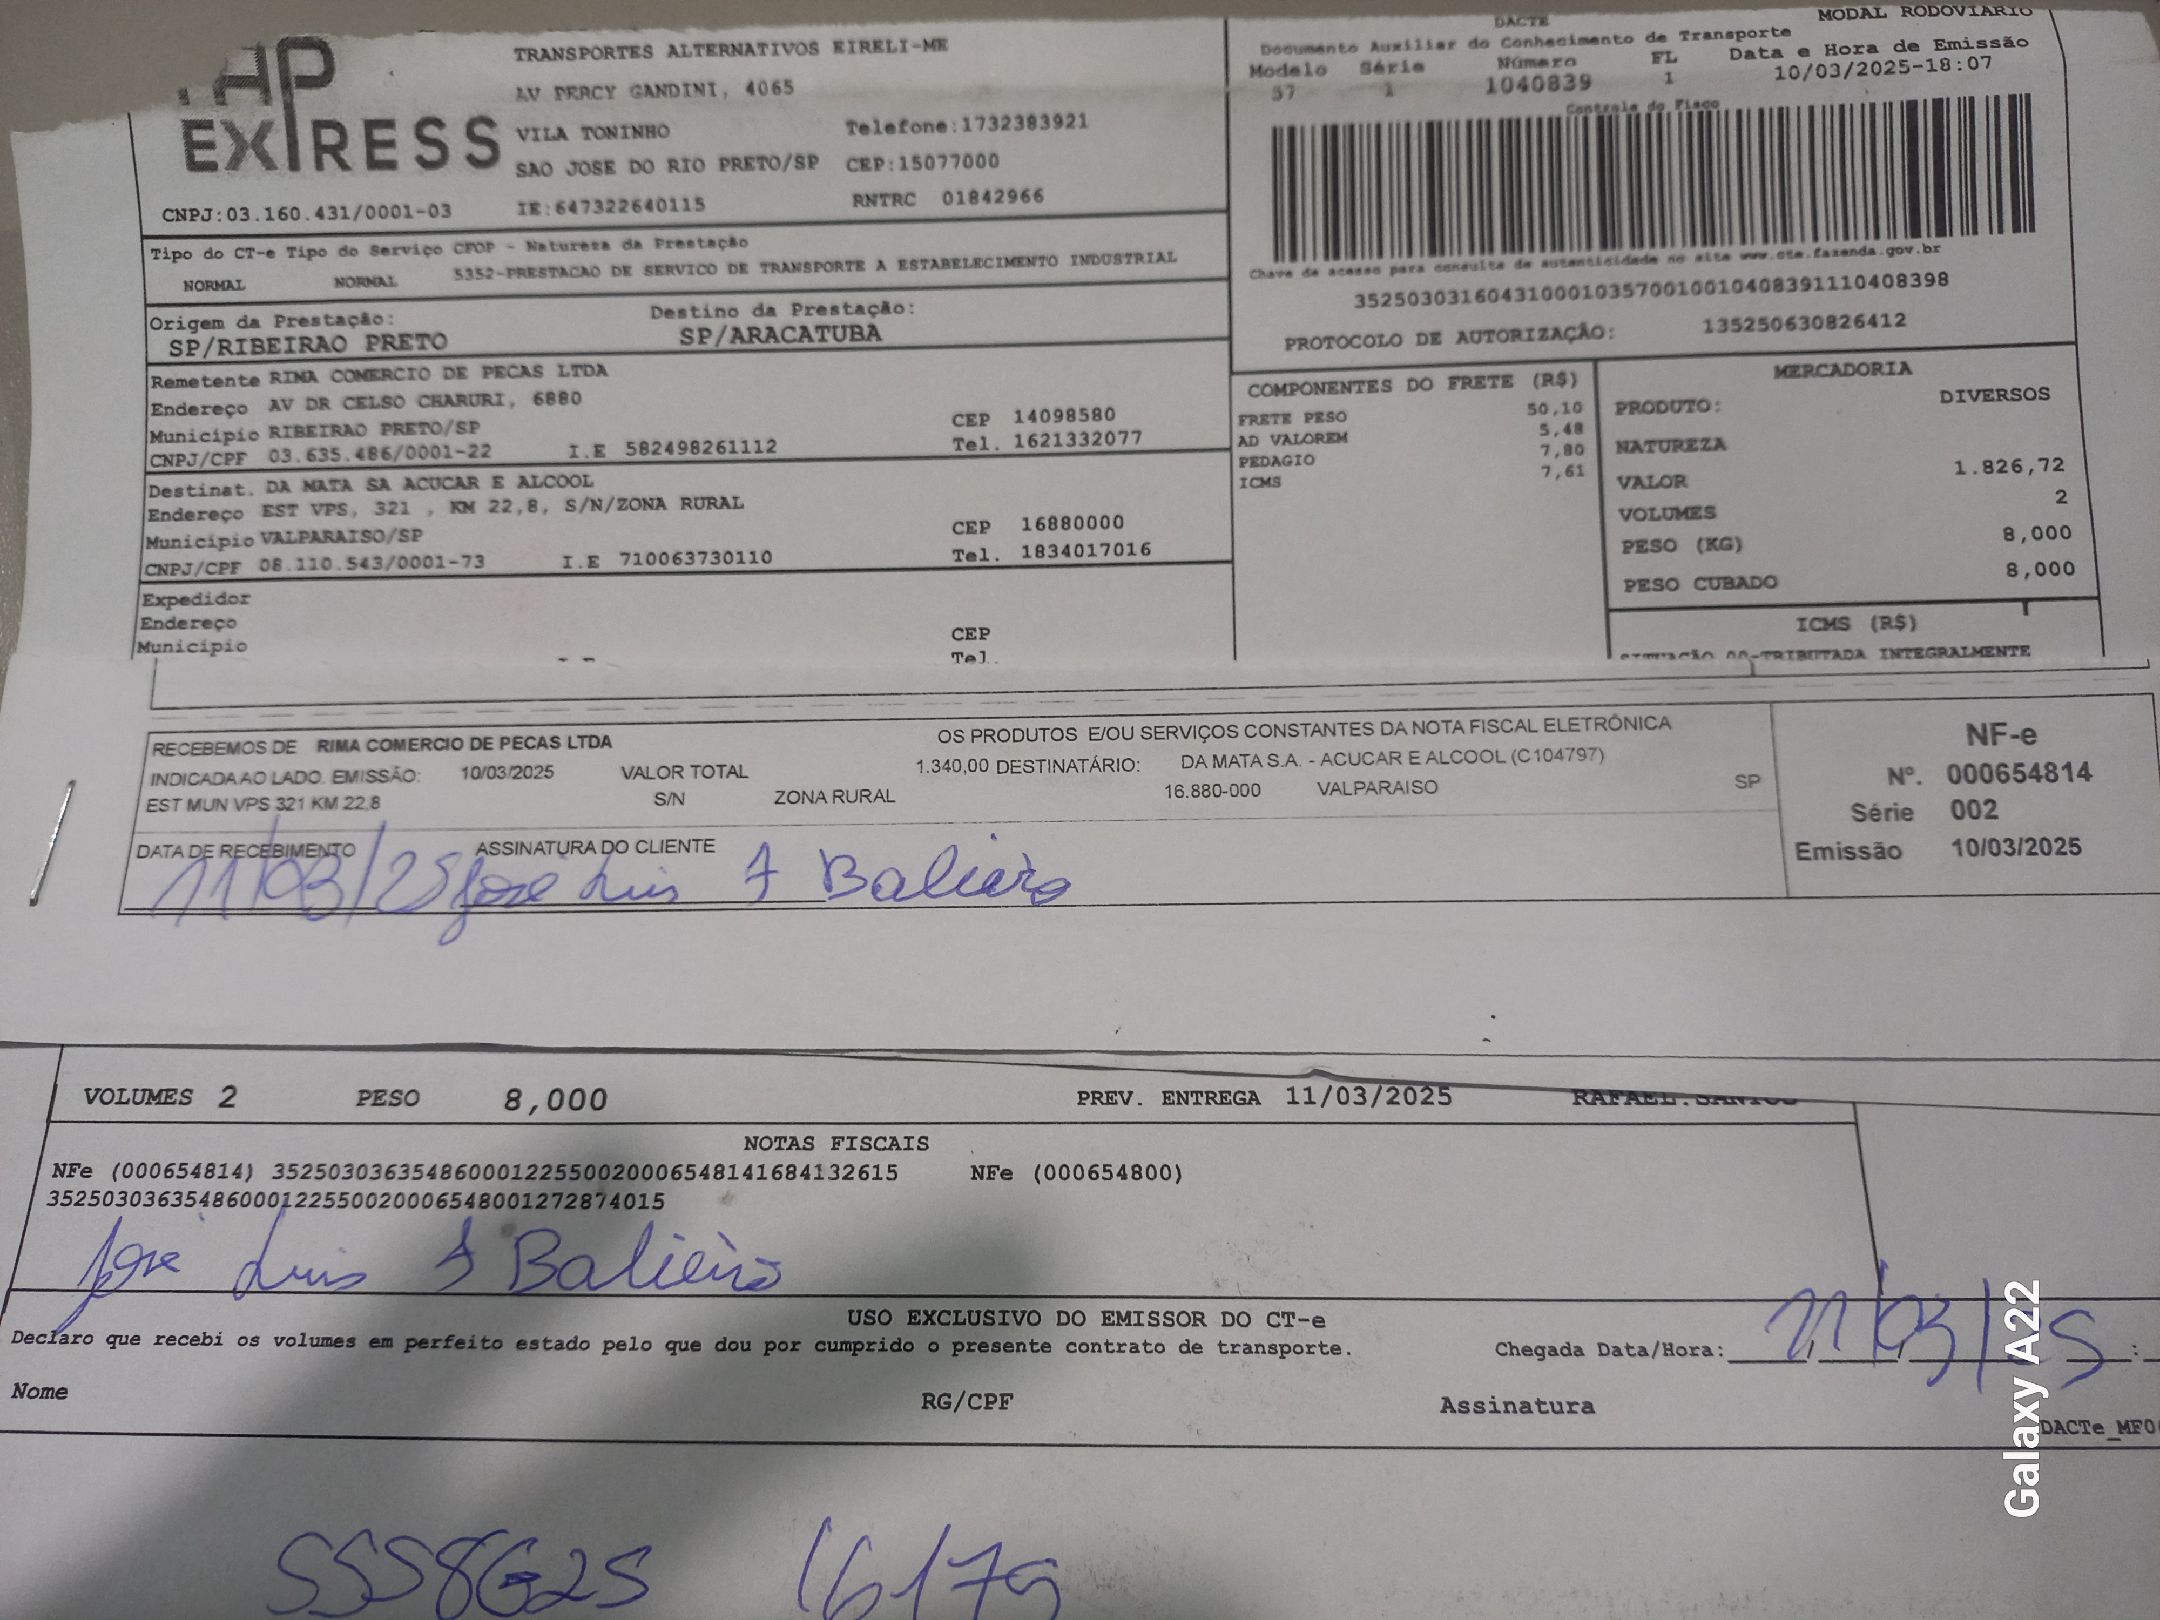 EXPRESS
TRANSPORTES ALTERNATIVOS EIRELI-ME
AV PERCY GANDINI, 4065
VILA TONINHO Telefone:1732383921
SAO JOSE DO RIO PRETO/SP CEP:15077000
CNPJ:03.160.431/0001-03 IE:647322640115 RNTRC 01842966
DACTE MODAL RODOVIARIO
Documento Auxiliar do Conhecimento de Transporte
Modelo Série Número FL Data e Hora de Emissão
57 1 1040839 1 10/03/2025-18:07
Controle do Fisco
Chave de acesso para consulta de autenticidade no site www.cte.fazenda.gov.br
35250303160431000103570010010408391110408398
PROTOCOLO DE AUTORIZAÇÃO: 135250630826412
Tipo do CT-e Tipo do Serviço CFOP - Natureza da Prestação
NORMAL NORMAL 5352-PRESTACAO DE SERVICO DE TRANSPORTE A ESTABELECIMENTO INDUSTRIAL
Origem da Prestação: Destino da Prestação:
SP/RIBEIRAO PRETO SP/ARACATUBA
Remetente RIMA COMERCIO DE PECAS LTDA
Endereço AV DR CELSO CHARURI, 6880
Município RIBEIRAO PRETO/SP CEP 14098580
CNPJ/CPF 03.635.486/0001-22 I.E 582498261112 Tel. 1621332077
Destinat. DA MATA SA ACUCAR E ALCOOL
Endereço EST VPS, 321 , KM 22,8, S/N/ZONA RURAL
Município VALPARAISO/SP CEP 16880000
CNPJ/CPF 08.110.543/0001-73 I.E 710063730110 Tel. 1834017016
Expedidor
Endereço
Município CEP
Tel.
COMPONENTES DO FRETE (R$)
FRETE PESO 50,10
AD VALOREM 5,48
PEDAGIO 7,80
ICMS 7,61
MERCADORIA
PRODUTO: DIVERSOS
NATUREZA
VALOR 1.826,72
VOLUMES 2
PESO (KG) 8,000
PESO CUBADO 8,000
ICMS (R$)
SITUAÇÃO 00-TRIBUTADA INTEGRALMENTE
RECEBEMOS DE RIMA COMERCIO DE PECAS LTDA OS PRODUTOS E/OU SERVIÇOS CONSTANTES DA NOTA FISCAL ELETRÔNICA
INDICADA AO LADO. EMISSÃO: 10/03/2025 VALOR TOTAL 1.340,00 DESTINATÁRIO: DA MATA S.A. - ACUCAR E ALCOOL (C104797)
EST MUN VPS 321 KM 22,8 S/N ZONA RURAL 16.880-000 VALPARAISO SP
DATA DE RECEBIMENTO ASSINATURA DO CLIENTE
11/03/25 José Luis A Balieiro
NF-e
Nº. 000654814
Série 002
Emissão 10/03/2025
VOLUMES 2 PESO 8,000 PREV. ENTREGA 11/03/2025 RAFAEL.SANTOS
NOTAS FISCAIS
NFe (000654814) 35250303635486000122550020006548141684132615 NFe (000654800)
35250303635486000122550020006548001272874015
José Luis A Balieiro
USO EXCLUSIVO DO EMISSOR DO CT-e
Declaro que recebi os volumes em perfeito estado pelo que dou por cumprido o presente contrato de transporte. Chegada Data/Hora: 11/03/25
Nome RG/CPF Assinatura
SSS8G25
Galaxy A22